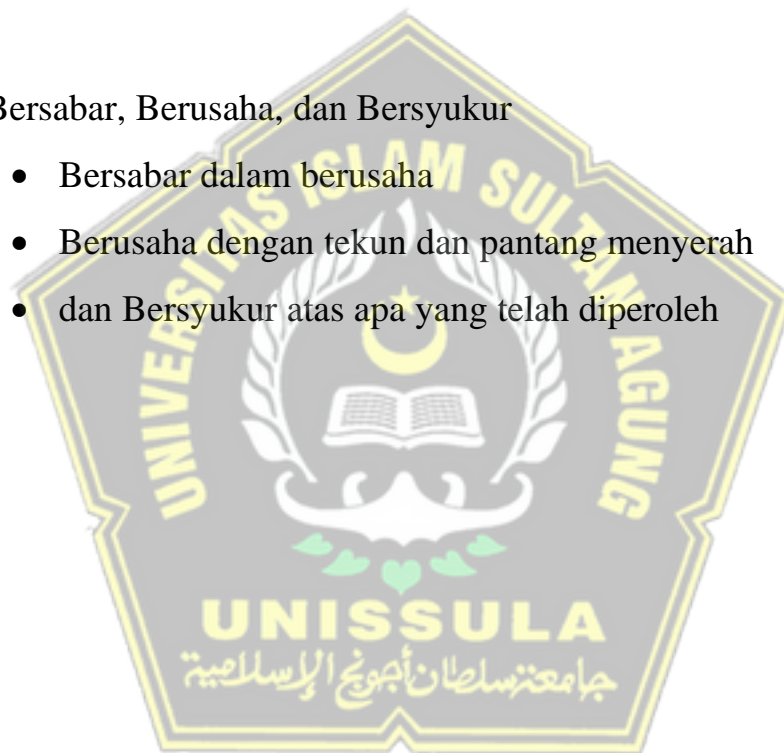 Bersabar, Berusaha, dan Bersyukur
• Bersabar dalam berusaha
• Berusaha dengan tekun dan pantang menyerah
• dan Bersyukur atas apa yang telah diperoleh
UNIVERSITAS ISLAM SULTAN AGUNG
UNISSULA
جامعة سلطان أجونج الإسلامية